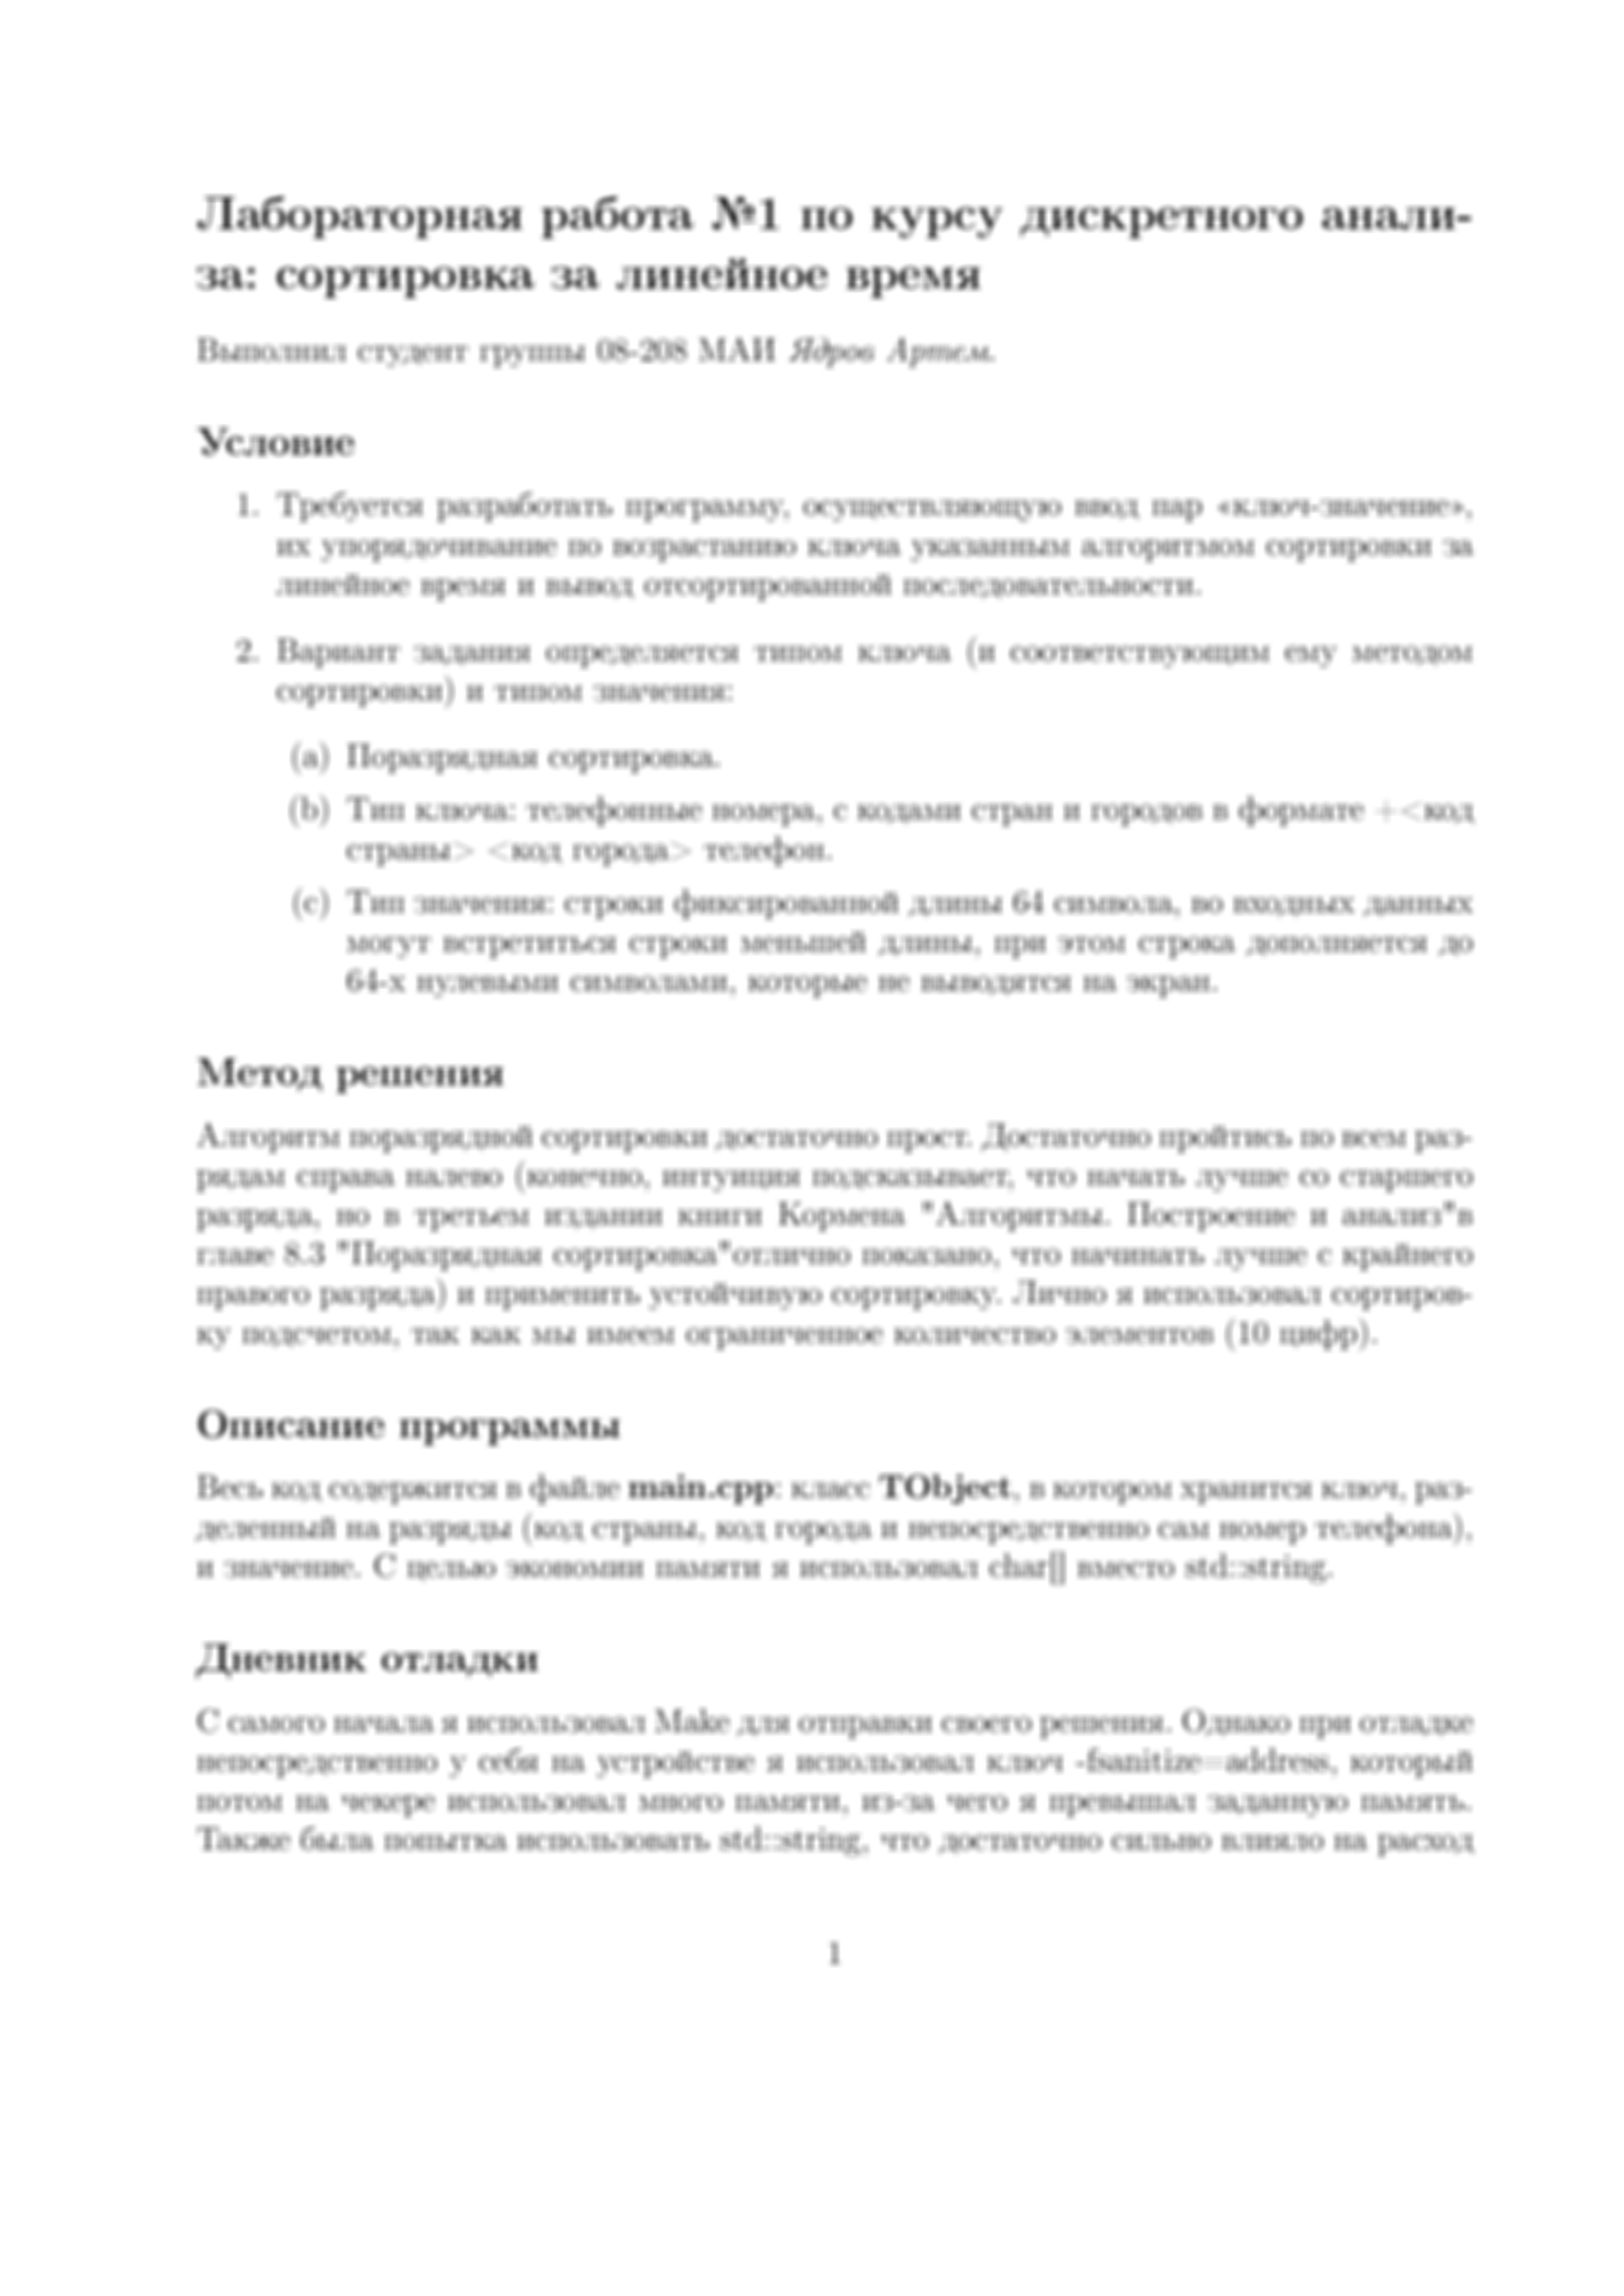 Лабораторная работа №1 по курсу дискретного анали-
за: сортировка за линейное время
Выполнил студент группы 08-208 МАИ Ядров Артем.
Условие
1. Требуется разработать программу, осуществляющую ввод пар «ключ-значение»,
их упорядочивание по возрастанию ключа указанным алгоритмом сортировки за
линейное время и вывод отсортированной последовательности.
2. Вариант задания определяется типом ключа (и соответствующим ему методом
сортировки) и типом значения:
(a) Поразрядная сортировка.
(b) Тип ключа: телефонные номера, с кодами стран и городов в формате +<код
страны> <код города> телефон.
(c) Тип значения: строки фиксированной длины 64 символа, во входных данных
могут встретиться строки меньшей длины, при этом строка дополняется до
64-х нулевыми символами, которые не выводятся на экран.
Метод решения
Алгоритм поразрядной сортировки достаточно прост. Достаточно пройтись по всем раз-
рядам справа налево (конечно, интуиция подсказывает, что начать лучше со старшего
разряда, но в третьем издании книги Кормена "Алгоритмы. Построение и анализ"в
главе 8.3 "Поразрядная сортировка"отлично показано, что начинать лучше с крайнего
правого разряда) и применить устойчивую сортировку. Лично я использовал сортиров-
ку подсчетом, так как мы имеем ограниченное количество элементов (10 цифр).
Описание программы
Весь код содержится в файле main.cpp: класс TObject, в котором хранится ключ, раз-
деленный на разряды (код страны, код города и непосредственно сам номер телефона),
и значение. С целью экономии памяти я использовал char[] вместо std::string.
Дневник отладки
С самого начала я использовал Make для отправки своего решения. Однако при отладке
непосредственно у себя на устройстве я использовал ключ -fsanitize=address, который
потом на чекере использовал много памяти, из-за чего я превышал заданную память.
Также была попытка использовать std::string, что достаточно сильно влияло на расход
1